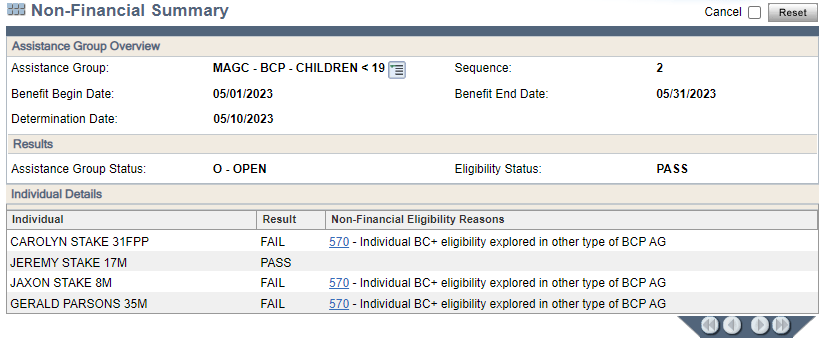 Non-Financial Summary Cancel Reset
Assistance Group Overview
Assistance Group: MAGC - BCP - CHILDREN < 19 Sequence: 2
Benefit Begin Date: 05/01/2023 Benefit End Date: 05/31/2023
Determination Date: 05/10/2023
Results
Assistance Group Status: O - OPEN Eligibility Status: PASS
Individual Details
Individual Result Non-Financial Eligibility Reasons
CAROLYN STAKE 31FPP FAIL 570 - Individual BC+ eligibility explored in other type of BCP AG
JEREMY STAKE 17M PASS
JAXON STAKE 8M FAIL 570 - Individual BC+ eligibility explored in other type of BCP AG
GERALD PARSONS 35M FAIL 570 - Individual BC+ eligibility explored in other type of BCP AG